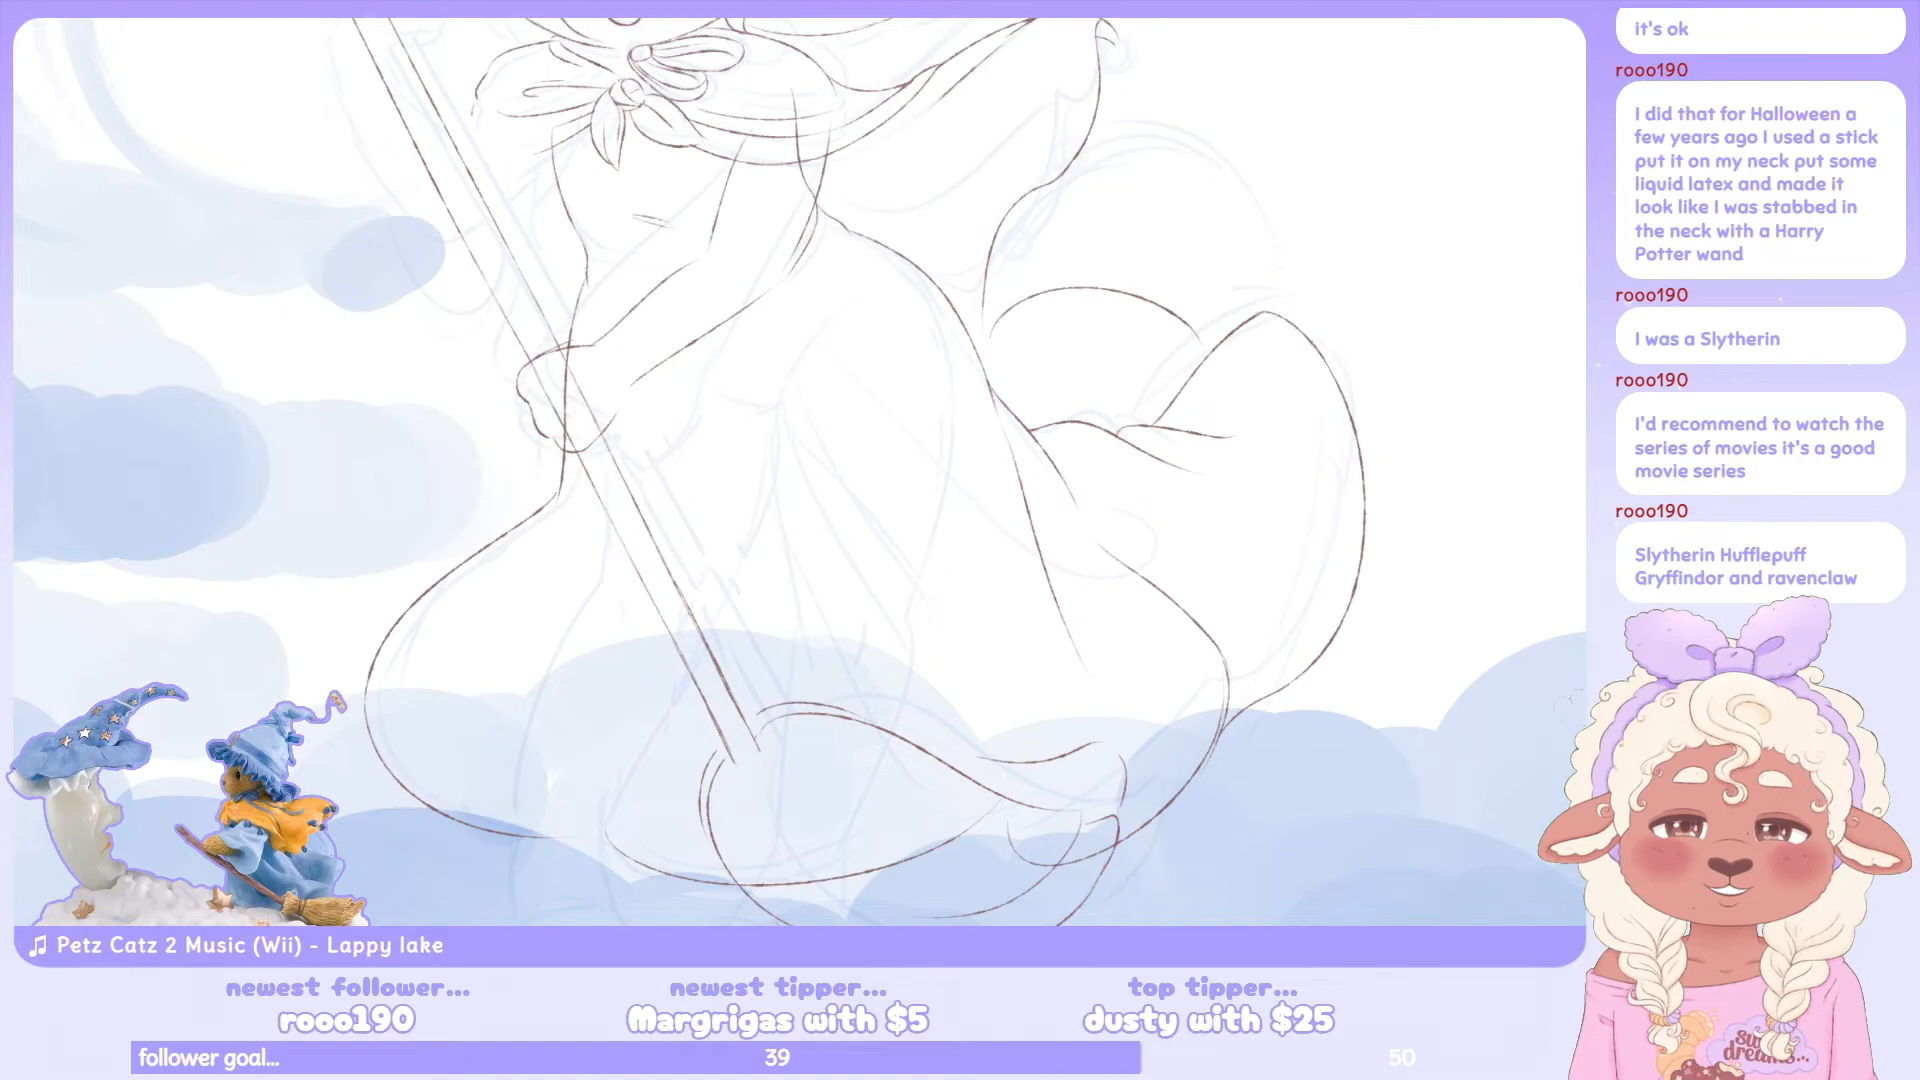 it's ok
rooo190
I did that for Halloween a
few years ago I used a stick
put it on my neck put some
liquid latex and made it
look like I was stabbed in
the neck with a Harry
Potter wand
rooo190
I was a Slytherin
rooo190
I'd recommend to watch the
series of movies it's a good
movie series
rooo190
Slytherin Hufflepuff
Gryffindor and ravenclaw
Petz Catz 2 Music (Wii) - Lappy lake
newest follower...
rooo190
newest tipper...
Margrigas with $5
top tipper...
dusty with $25
follower goal...
39
50